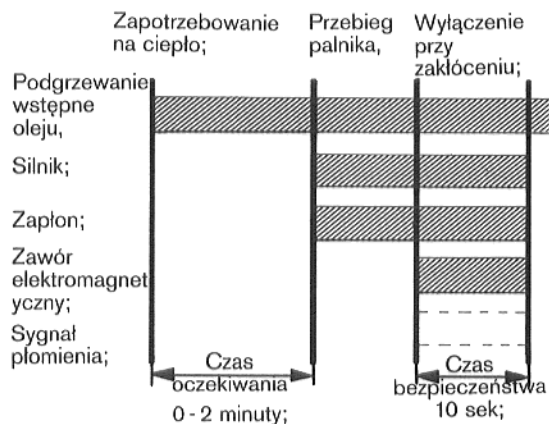 Zapotrzebowanie
na ciepło;
Przebieg
palnika,
Wyłączenie
przy
zakłóceniu;
Podgrzewanie
wstępne
oleju,
Silnik;
Zapłon;
Zawór
elektromagnet
yczny;
Sygnał
płomienia;
Czas
oczekiwania
0 - 2 minuty;
Czas
bezpieczeństwa
10 sek;